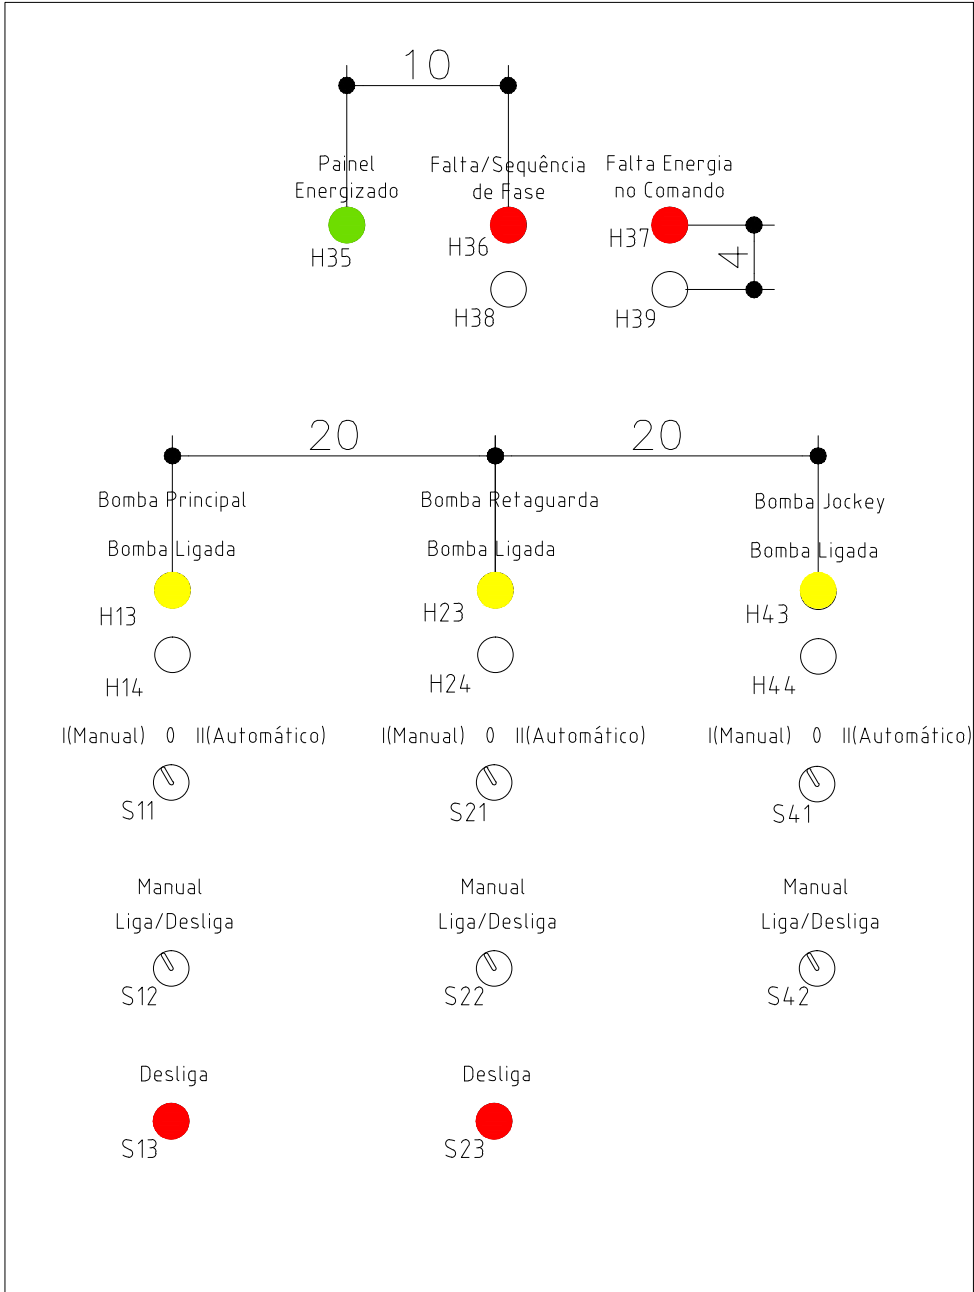 10
Painel
Energizado
Falta/Sequência
de Fase
Falta Energia
no Comando
H35
H36
H37
4
H38
H39
20
20
Bomba Principal
Bomba Retaguarda
Bomba Jockey
Bomba Ligada
Bomba Ligada
Bomba Ligada
H13
H23
H43
H14
H24
H44
I(Manual) 0 II(Automático)
I(Manual) 0 II(Automático)
I(Manual) 0 II(Automático)
S11
S21
S41
Manual
Liga/Desliga
Manual
Liga/Desliga
Manual
Liga/Desliga
S12
S22
S42
Desliga
Desliga
S13
S23